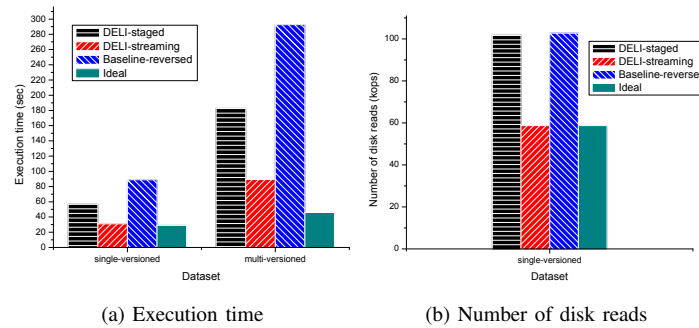 300
280
260
240
220
200
180
160
140
120
100
80
60
40
20
0
Execution time (sec)
DELI-staged
DELI-streaming
Baseline-reversed
Ideal
single-versioned
multi-versioned
Dataset
(a) Execution time
100
80
60
40
20
0
Number of disk reads (kops)
DELI-staged
DELI-streaming
Baseline-reversed
Ideal
single-versioned
Dataset
(b) Number of disk reads